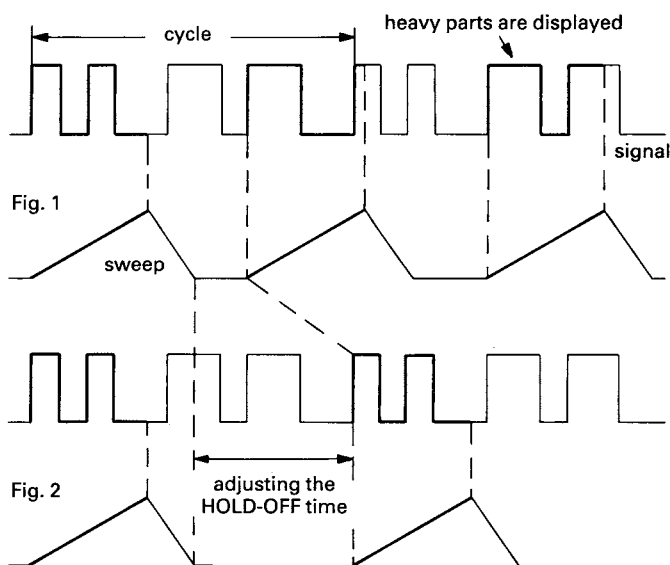 cycle
heavy parts are displayed
signal
Fig. 1
sweep
Fig. 2
adjusting the
HOLD-OFF time